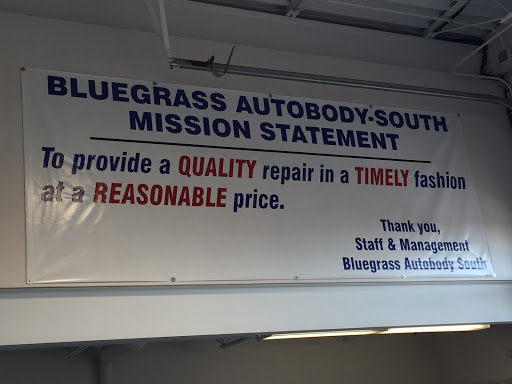 BLUEGRASS AUTOBODY-SOUTH
MISSION STATEMENT
To provide a QUALITY repair in a TIMELY fashion
at a REASONABLE price.
Thank you,
Staff & Management
Bluegrass Autobody South